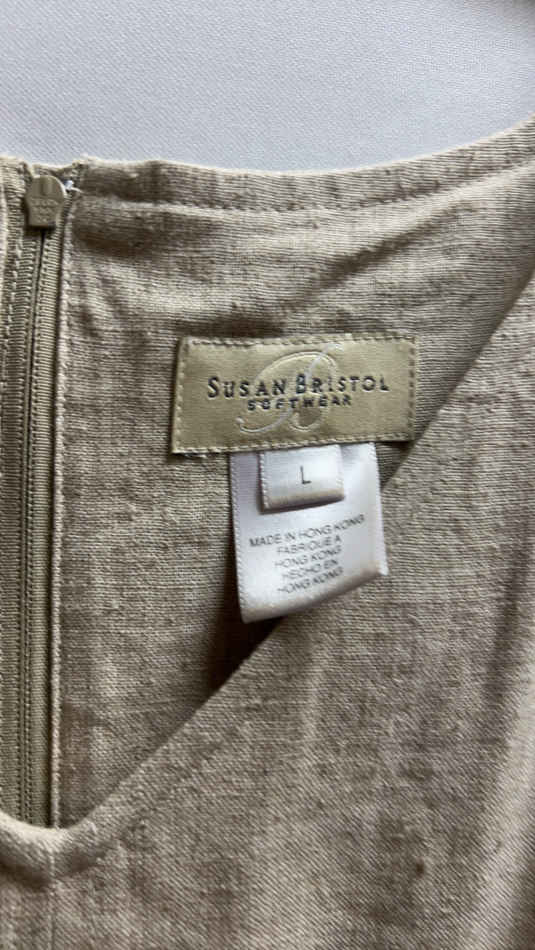 SUSAN BRISTOL
SOFTWEAR
L
MADE IN HONG KONG
FABRIQUE A
HONG KONG
HECHO EN
HONG KONG